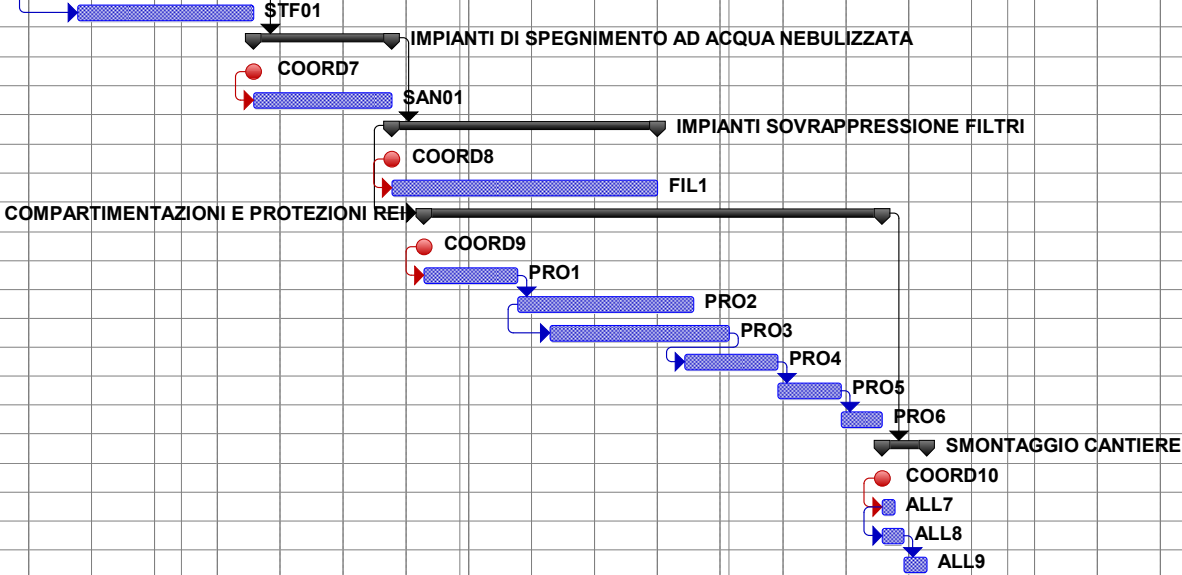 STF01
IMPIANTI DI SPEGNIMENTO AD ACQUA NEBULIZZATA
COORD7
SAN01
IMPIANTI SOVRAPPRESSIONE FILTRI
COORD8
FIL1
COMPARTIMENTAZIONI E PROTEZIONI REI
COORD9
PRO1
PRO2
PRO3
PRO4
PRO5
PRO6
SMONTAGGIO CANTIERE
COORD10
ALL7
ALL8
ALL9